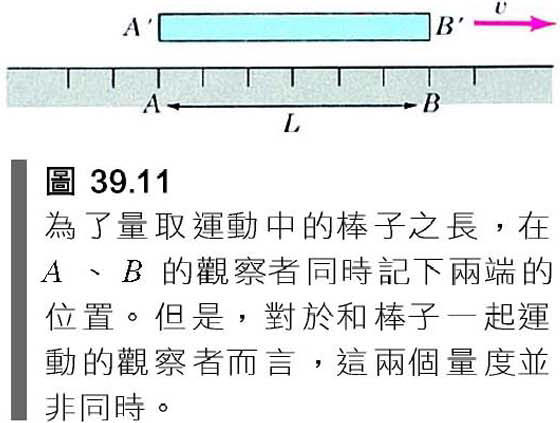 A′ B′ v
A B
L
圖 39.11
為了量取運動中的棒子之長，在
A 、 B 的觀察者同時記下兩端的
位置。但是，對於和棒子一起運
動的觀察者而言，這兩個量度並
非同時。